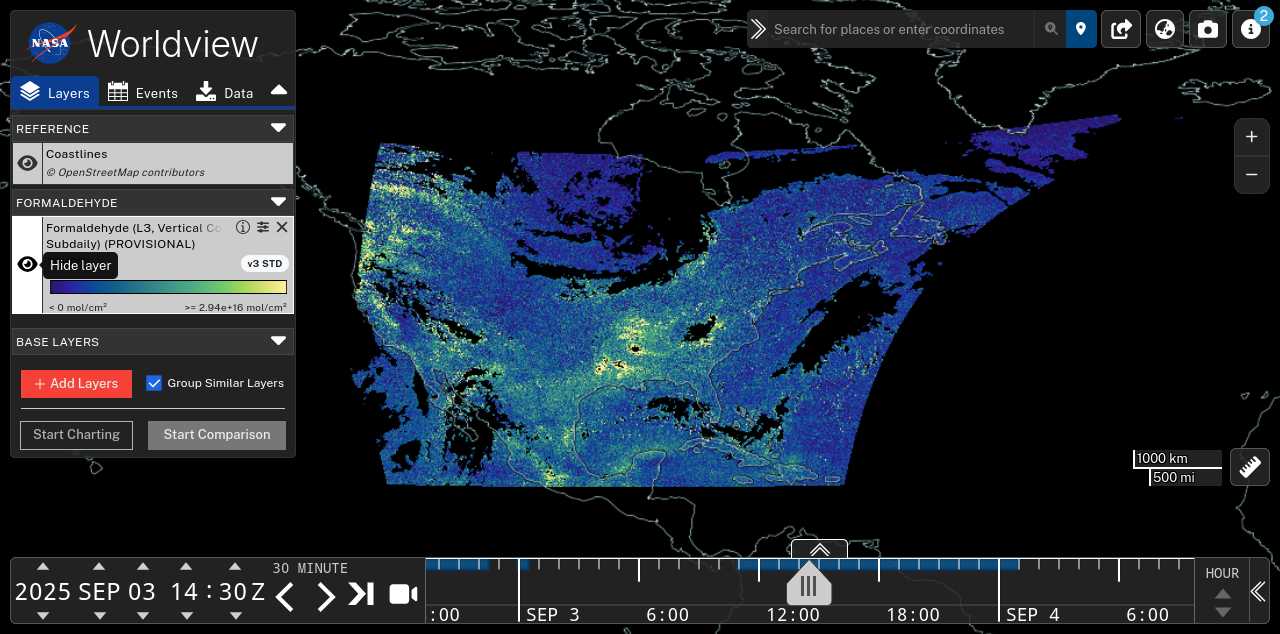 NASA Worldview
Search for places or enter coordinates
2
Layers Events Data
REFERENCE
Coastlines
© OpenStreetMap contributors
FORMALDEHYDE
Formaldehyde (L3, Vertical Co
Subdaily) (PROVISIONAL)
Hide layer
v3 STD
< 0 mol/cm² >= 2.94e+16 mol/cm²
BASE LAYERS
+ Add Layers Group Similar Layers
Start Charting Start Comparison
+
−
1000 km
500 mi
30 MINUTE
2025 SEP 03 14 : 30 Z
HOUR
:00 SEP 3 6:00 12:00 18:00 SEP 4 6:00